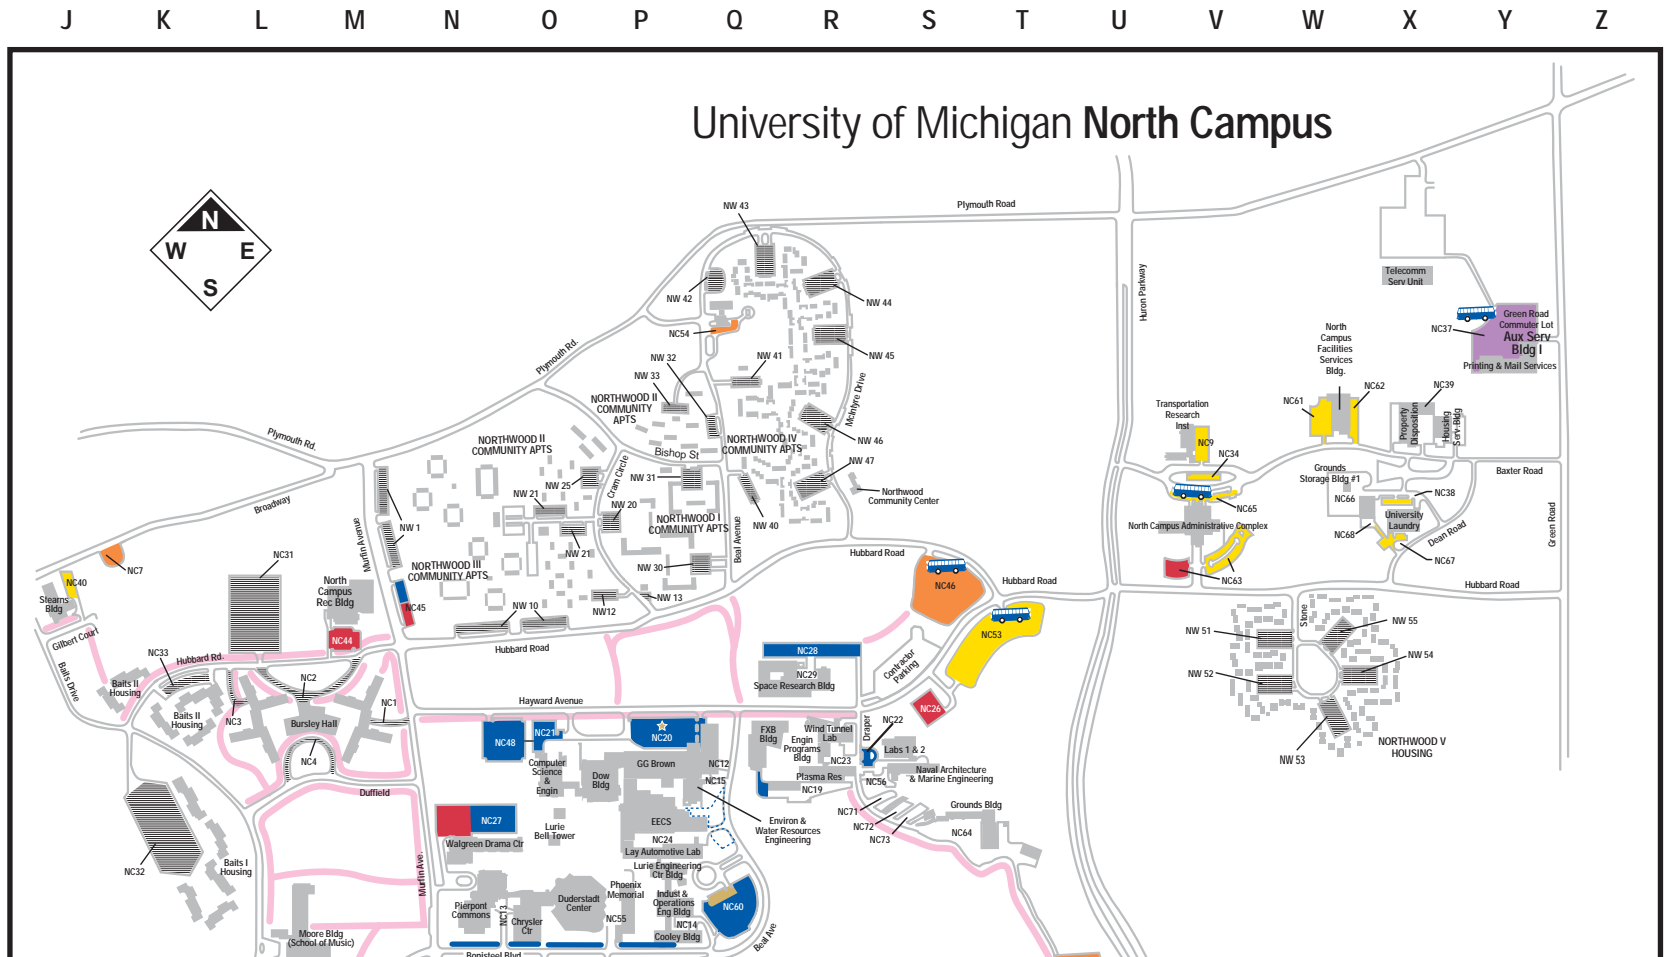 J K L M N O P Q R S T U V W X Y Z
University of Michigan North Campus
N
W E
S
NW 43
Plymouth Road
Huron Parkway
Telecomm
Serv Unit
NW 42
NW 44
NC54
NW 45
Plymouth Rd.
NW 32
NW 41
NW 33
McIntyre Drive
NORTHWOOD II
COMMUNITY
APTS
North
Campus
Facilities
Services
Bldg.
NC37
Green Road
Commuter Lot
Aux Serv
Bldg I
Printing & Mail Services
NC61
NC62
NC39
Property
Disposition
Housing
Serv. Bldg
Transportation
Research
Inst
NC9
NC34
NC65
Plymouth Rd.
NORTHWOOD II
COMMUNITY APTS
NORTHWOOD IV
COMMUNITY APTS
NW 46
Bishop St
NW 47
Cram Circle
NW 31
NW 25
NW 21
NW 20
Northwood
Community Center
NW 40
Grounds
Storage Bldg #1
NC66
NC38
Baxter Road
University
Laundry
NC68
NC67
Dean Road
Green Road
Broadway
NW 1
Murfin Avenue
NORTHWOOD I
COMMUNITY APTS
Beal Avenue
NW 21
North Campus Administrative Complex
NC63
Hubbard Road
NC7
NC31
NORTHWOOD III
COMMUNITY APTS
NW 30
NW 13
NW12
NW 10
NC46
Hubbard Road
Hubbard Road
NC40
Stearns
Bldg
North
Campus
Rec Bldg
NC45
NC44
NC53
Stone
NW 51
NW 55
NW 54
NW 52
NW 53
NORTHWOOD V
HOUSING
Gilbert Court
Baits Drive
NC33
Hubbard Rd.
Hubbard Road
NC28
NC29
Space Research Bldg
Contractor
Parking
Baits II
Housing
Baits II
Housing
NC2
NC3
NC1
Bursley Hall
NC4
Hayward Avenue
NC26
NC22
Draper
NC48
NC21
NC20
FXB
Bldg
Wind Tunnel
Lab
Engin
Programs
Bldg
NC23
Labs 1 & 2
Computer
Science
&
Engin
Dow
Bldg
GG Brown
NC12
NC15
Plasma Res
NC19
NC56
Naval Architecture
& Marine Engineering
Duffield
NC71
NC72
NC73
Grounds Bldg
NC64
NC27
Walgreen Drama Ctr
Lurie
Bell Tower
EECS
NC24
Lay Automotive Lab
Environ &
Water Resources
Engineering
NC32
Baits I
Housing
Murfin Ave.
Lurie Engineering
Ctr Bldg
Pierpont
Commons
NC13
Chrysler
Ctr
Duderstadt
Center
Phoenix
Memorial
NC55
Indust &
Operations
Eng Bldg
NC14
Cooley Bldg
NC60
Beal Ave
Moore Bldg
(School of Music)
Bonisteel Blvd